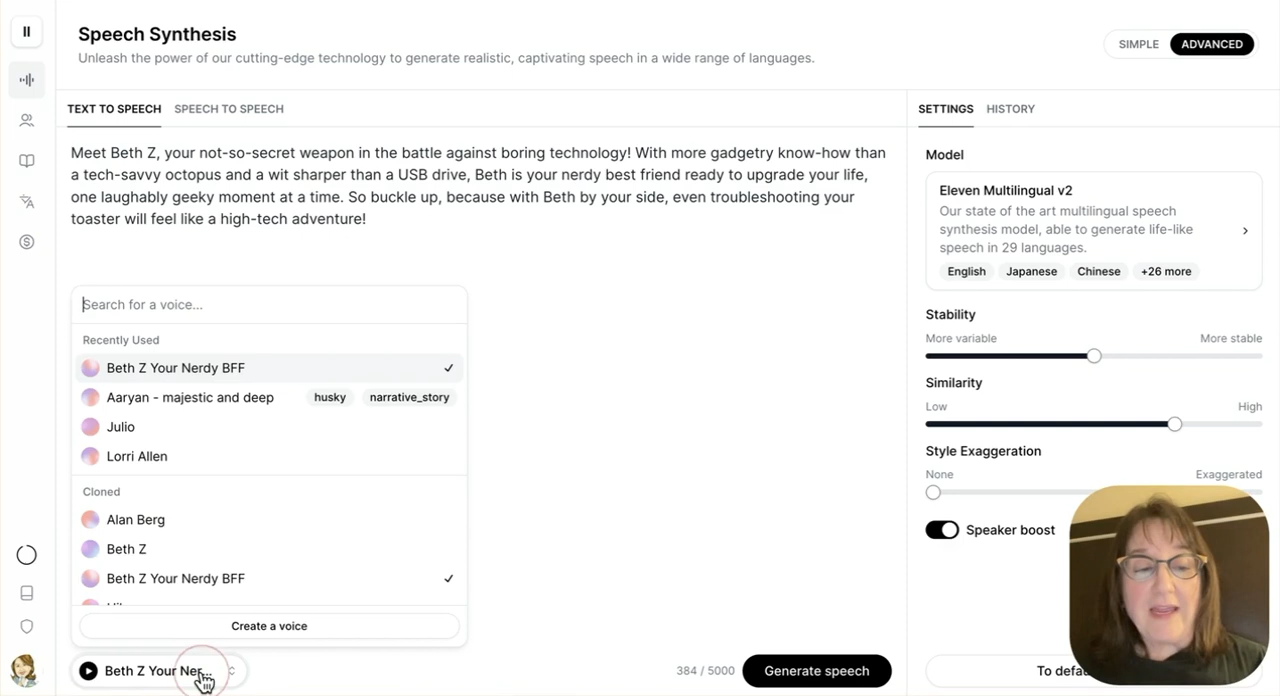 Speech Synthesis
Unleash the power of our cutting-edge technology to generate realistic, captivating speech in a wide range of languages.
SIMPLE
ADVANCED
TEXT TO SPEECH
SPEECH TO SPEECH
Meet Beth Z, your not-so-secret weapon in the battle against boring technology! With more gadgetry know-how than
a tech-savvy octopus and a wit sharper than a USB drive, Beth is your nerdy best friend ready to upgrade your life,
one laughably geeky moment at a time. So buckle up, because with Beth by your side, even troubleshooting your
toaster will feel like a high-tech adventure!
Search for a voice...
Recently Used
Beth Z Your Nerdy BFF
Aaryan - majestic and deep
husky
narrative_story
Julio
Lorri Allen
Cloned
Alan Berg
Beth Z
Beth Z Your Nerdy BFF
Create a voice
Beth Z Your Ner...
384 / 5000
Generate speech
SETTINGS
HISTORY
Model
Eleven Multilingual v2
Our state of the art multilingual speech
synthesis model, able to generate life-like
speech in 29 languages.
English
Japanese
Chinese
+26 more
Stability
More variable
More stable
Similarity
Low
High
Style Exaggeration
None
Exaggerated
Speaker boost
To